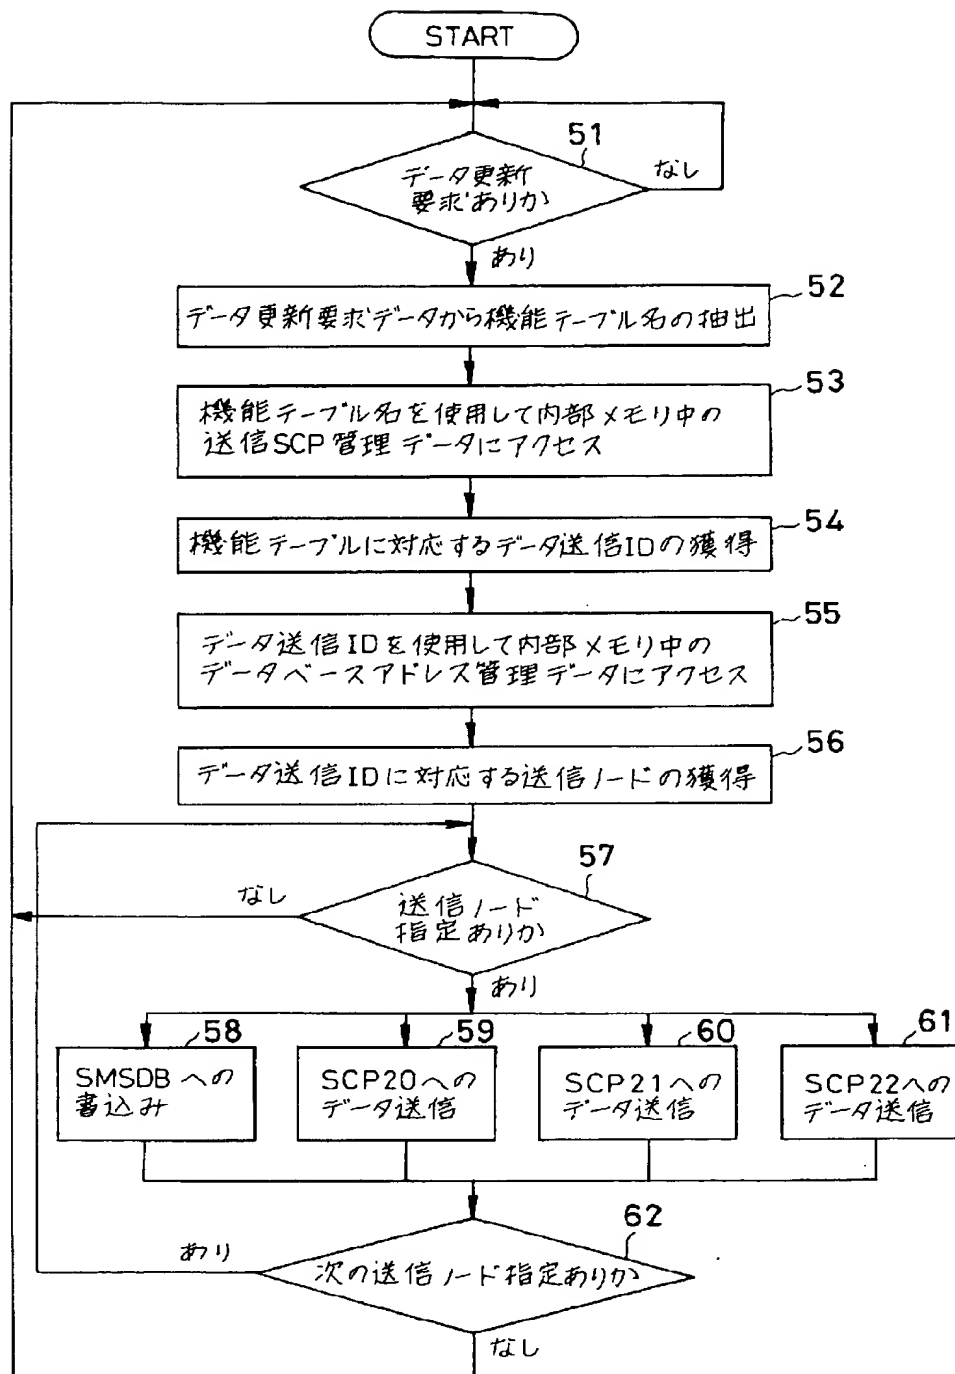 START
51
データ更新
要求ありか
なし
あり
52
データ更新要求データから機能テーブル名の抽出
53
機能テーブル名を使用して内部メモリ中の
送信SCP管理データにアクセス
54
機能テーブルに対応するデータ送信IDの獲得
55
データ送信IDを使用して内部メモリ中の
データベースアドレス管理データにアクセス
56
データ送信IDに対応する送信ノードの獲得
57
なし
送信ノード
指定ありか
あり
58
SMSDBへの
書込み
59
SCP20への
データ送信
60
SCP21への
データ送信
61
SCP22への
データ送信
62
あり
次の送信ノード指定ありか
なし